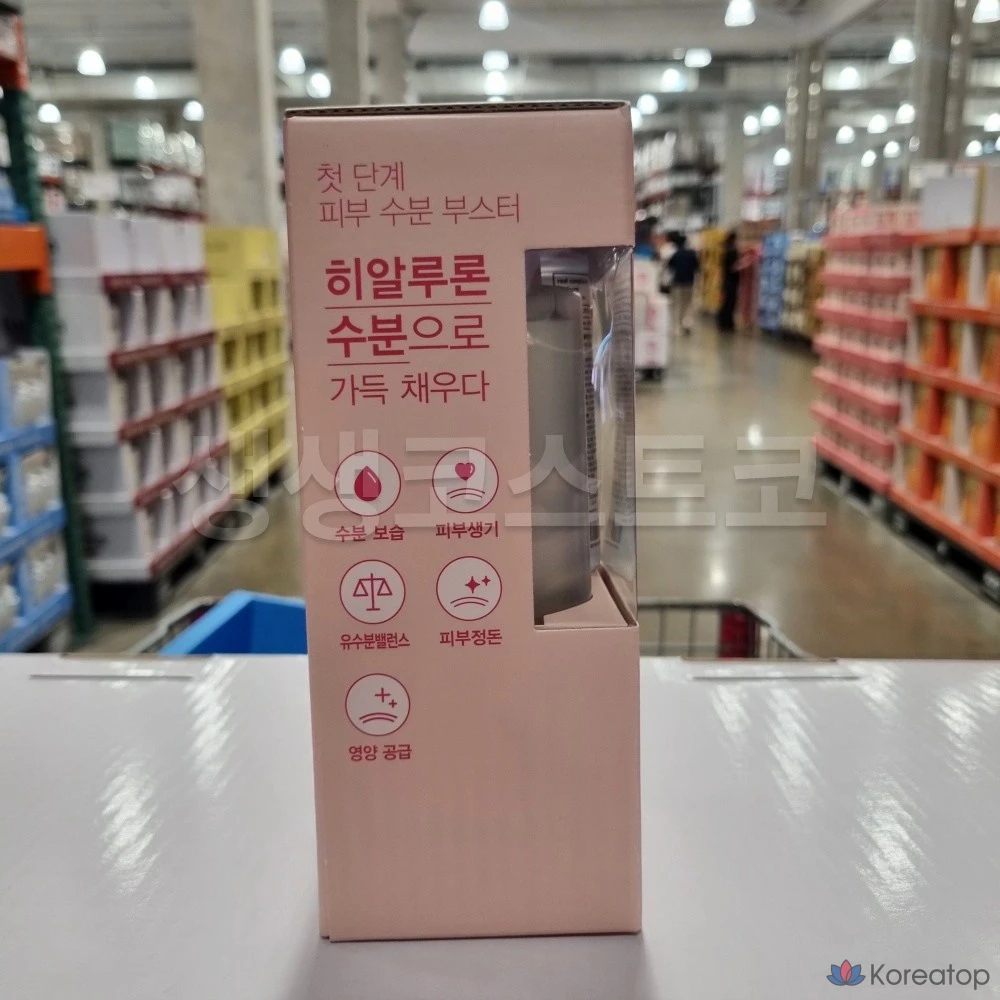 첫 단계
피부 수분 부스터
히알루론
수분으로
가득 채우다
수분 보습
피부생기
유수분밸런스
피부정돈
영양 공급
생생코스트코
Koreatop